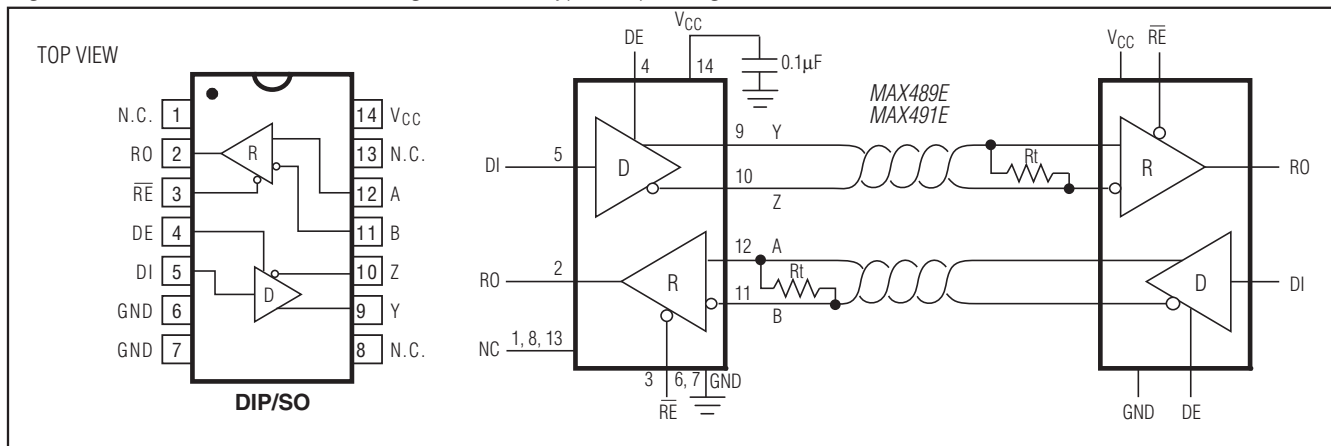 TOP VIEW
N.C. 1
RO 2
RE 3
DE 4
DI 5
GND 6
GND 7
14 VCC
13 N.C.
12 A
11 B
10 Z
9 Y
8 N.C.
R
D
DIP/SO
DE
4
VCC
14
0.1µF
DI
5
D
9 Y
10
Z
RO
2
R
12 A
11
B
NC
1, 8, 13
3
RE
6, 7
GND
MAX489E
MAX491E
Rt
Rt
VCC
RE
R
RO
D
DI
GND
DE